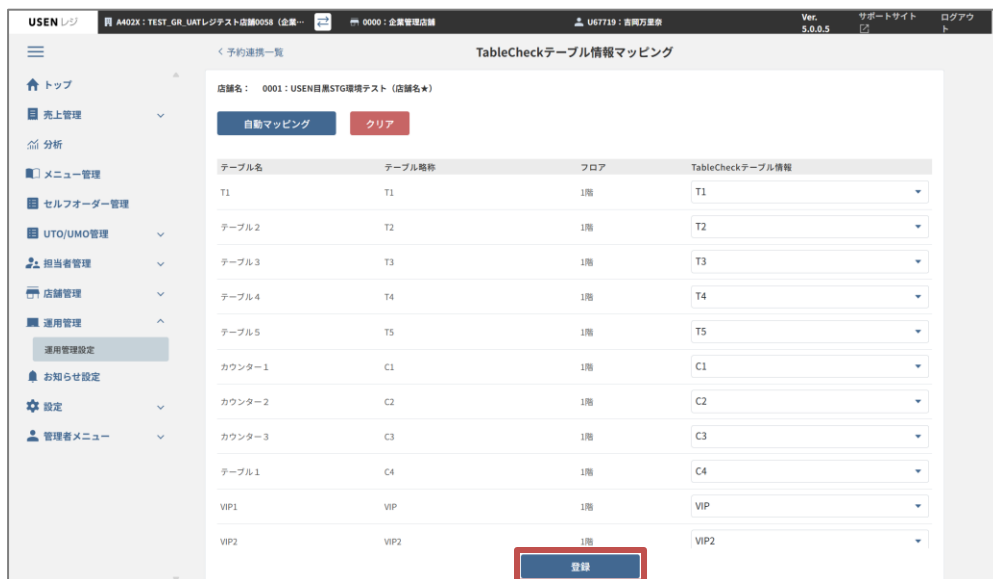 USEN レジ
A402X：TEST_GR_UATレジテスト店舗0058（企業…
0000：企業管理店舗
U67719：吉岡万里奈
Ver.
5.0.0.5
サポートサイト
ログアウ
ト
トップ
売上管理
分析
メニュー管理
セルフオーダー管理
UTO/UMO管理
担当者管理
店舗管理
運用管理
運用管理設定
お知らせ設定
設定
管理者メニュー
< 予約連携一覧
TableCheckテーブル情報マッピング
店舗名： 0001：USEN目黒STG環境テスト（店舗名★）
自動マッピング クリア
テーブル名 テーブル略称 フロア TableCheckテーブル情報
T1 T1 1階 T1
テーブル２ T2 1階 T2
テーブル３ T3 1階 T3
テーブル４ T4 1階 T4
テーブル５ T5 1階 T5
カウンター１ C1 1階 C1
カウンター２ C2 1階 C2
カウンター３ C3 1階 C3
テーブル１ C4 1階 C4
VIP1 VIP 1階 VIP
VIP2 VIP2 1階 VIP2
登録